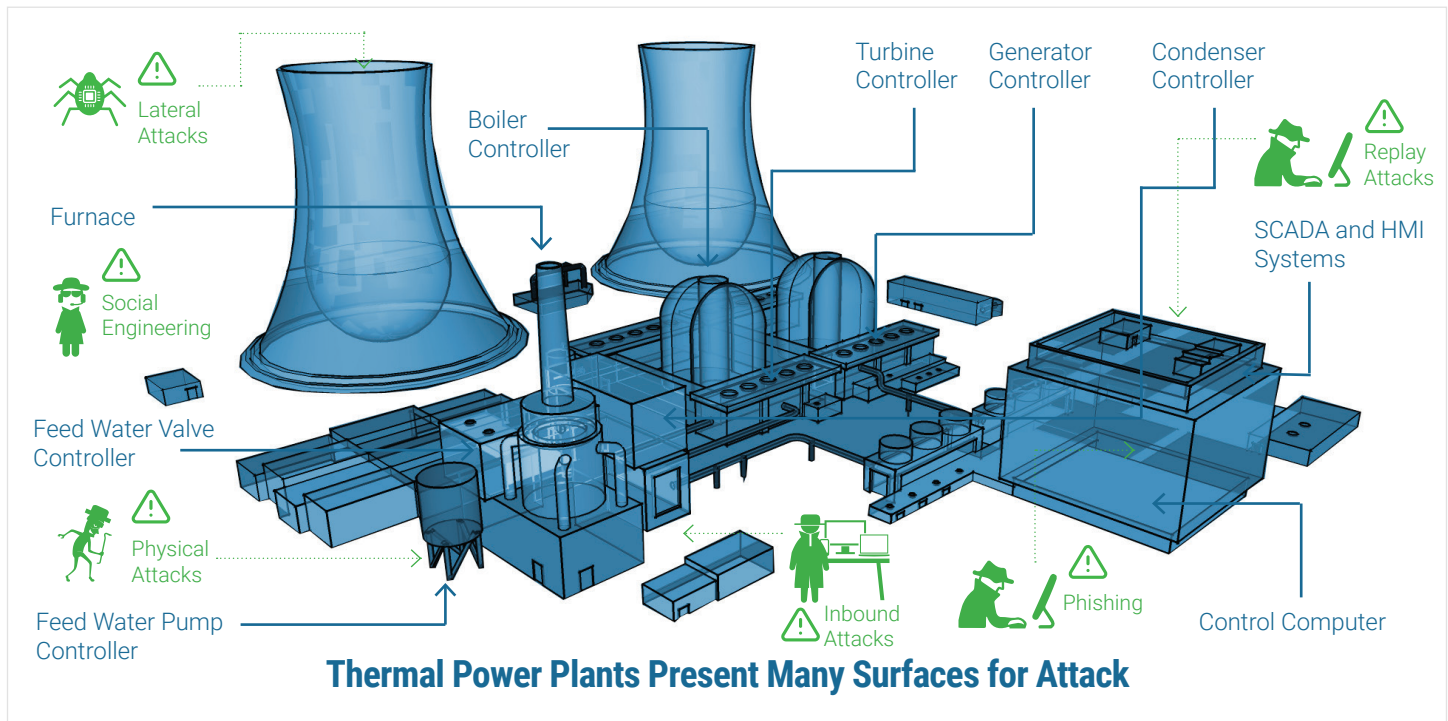 Turbine
Controller
Generator
Controller
Condenser
Controller
Lateral
Attacks
Boiler
Controller
Replay
Attacks
Furnace
SCADA and HMI
Systems
Social
Engineering
Feed Water Valve
Controller
Physical
Attacks
Inbound
Attacks
Phishing
Feed Water Pump
Controller
Control Computer
Thermal Power Plants Present Many Surfaces for Attack